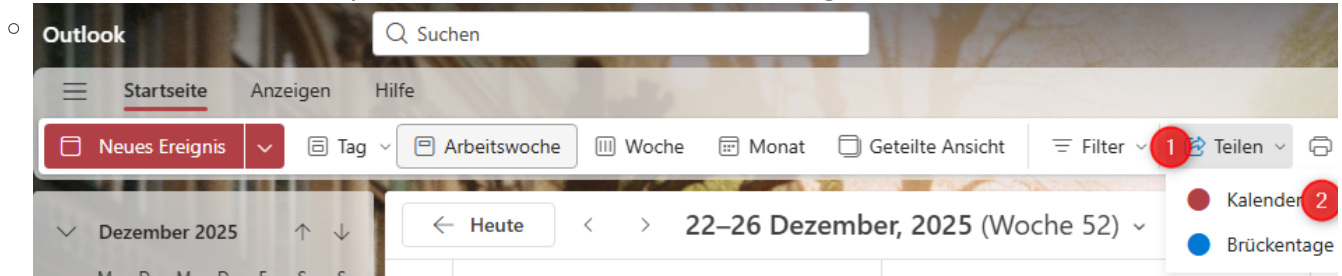 Outlook
Suchen
Startseite Anzeigen Hilfe
Neues Ereignis Tag Arbeitswoche Woche Monat Geteilte Ansicht Filter 1 Teilen
Kalender 2
Dezember 2025 Heute 22–26 Dezember, 2025 (Woche 52)
Brückentage